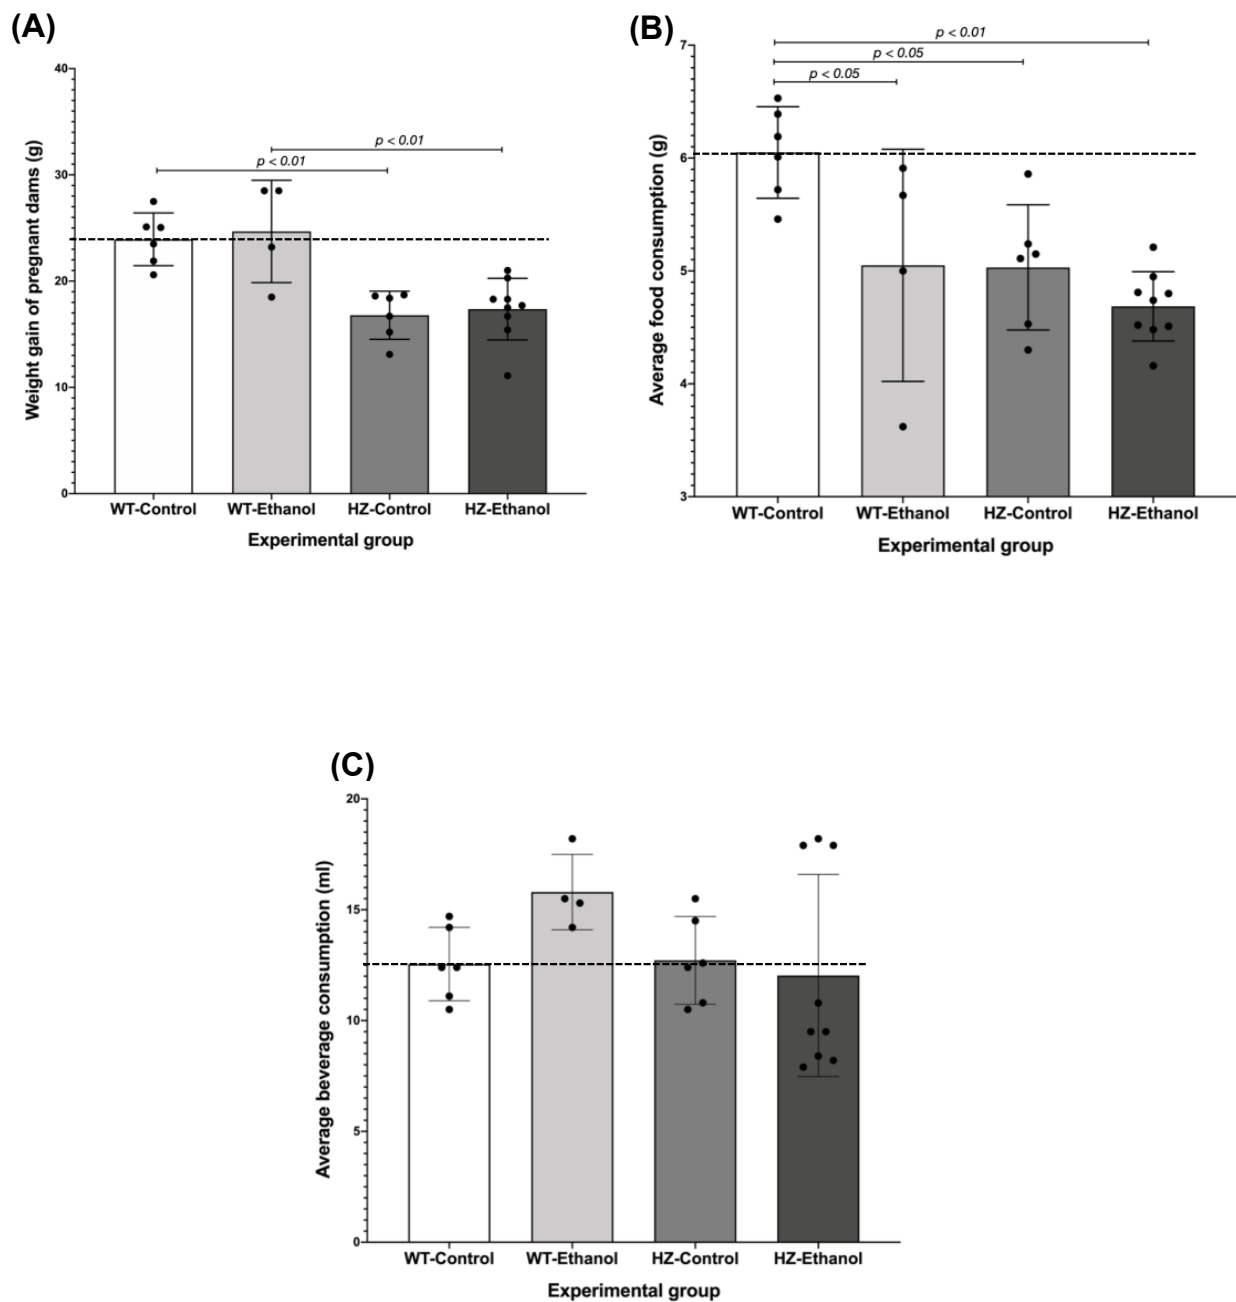 (A)
40
30
20
10
0
Weight gain of pregnant dams (g)
p < 0.01
p < 0.01
WT-Control WT-Ethanol HZ-Control HZ-Ethanol
Experimental group
(B)
7
6
5
4
3
Average food consumption (g)
p < 0.01
p < 0.05
p < 0.05
WT-Control WT-Ethanol HZ-Control HZ-Ethanol
Experimental group
(C)
20
15
10
5
0
Average beverage consumption (ml)
WT-Control WT-Ethanol HZ-Control HZ-Ethanol
Experimental group